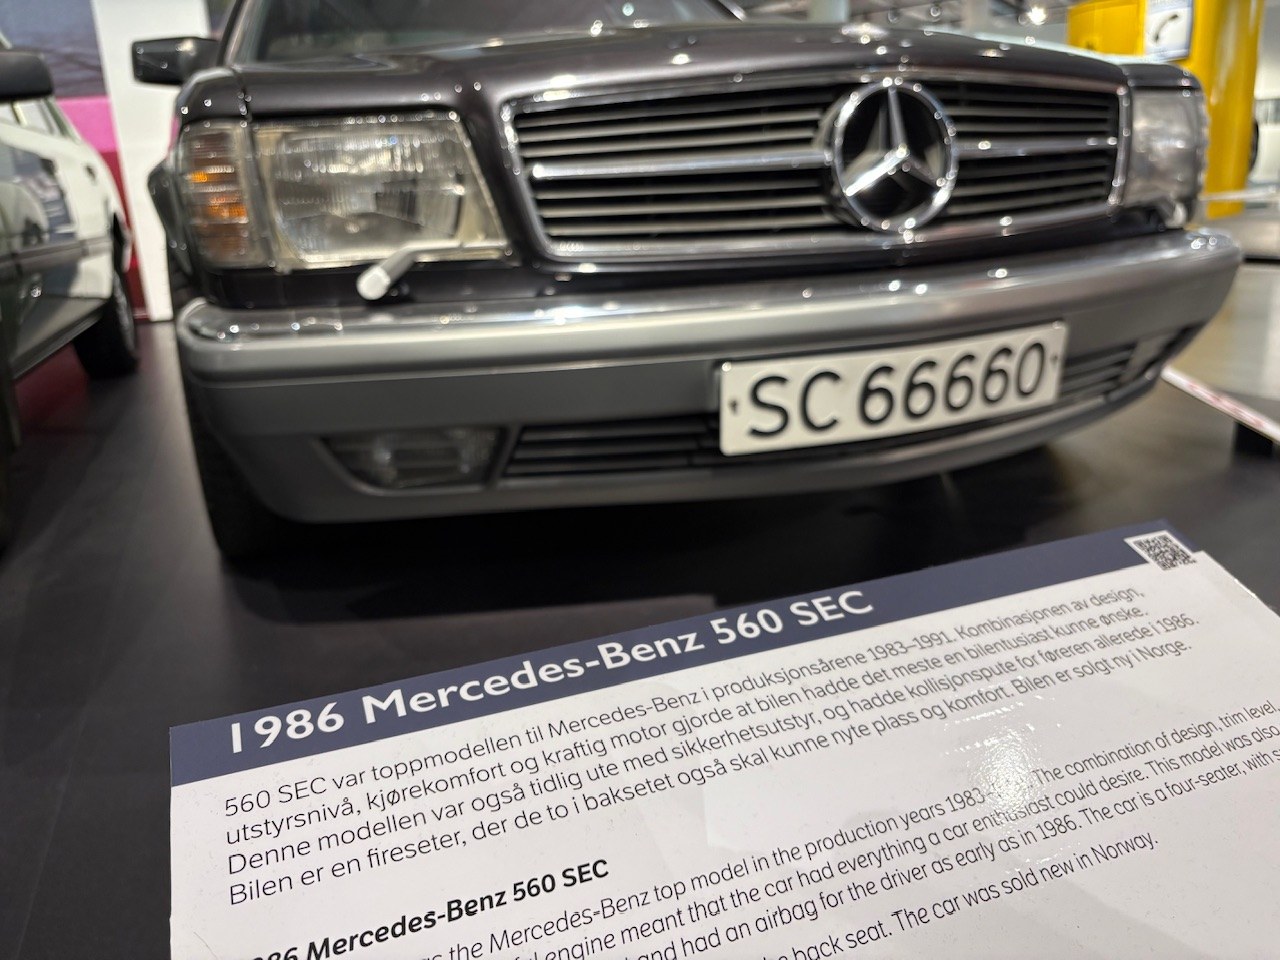 SC 66660
1986 Mercedes-Benz 560 SEC
560 SEC var toppmodellen til Mercedes-Benz i produksjonsårene 1983–1991. Kombinasjonen av design,
utstyrsnivå, kjørekomfort og kraftig motor gjorde at bilen hadde det meste en bilentusiast kunne ønske.
Denne modellen var også tidlig ute med sikkerhetsutstyr, og hadde kollisjonspute for føreren allerede i 1986.
Bilen er en fireseter, der de to i baksetet også skal kunne nyte plass og komfort. Bilen er solgt ny i Norge.
86 Mercedes-Benz 560 SEC
the Mercedes-Benz top model in the production years 1983 The combination of design, trim level,
engine meant that the car had everything a car enthusiast could desire. This model was also
and had an airbag for the driver as early as in 1986. The car is a four-seater, with
back seat. The car was sold new in Norway.